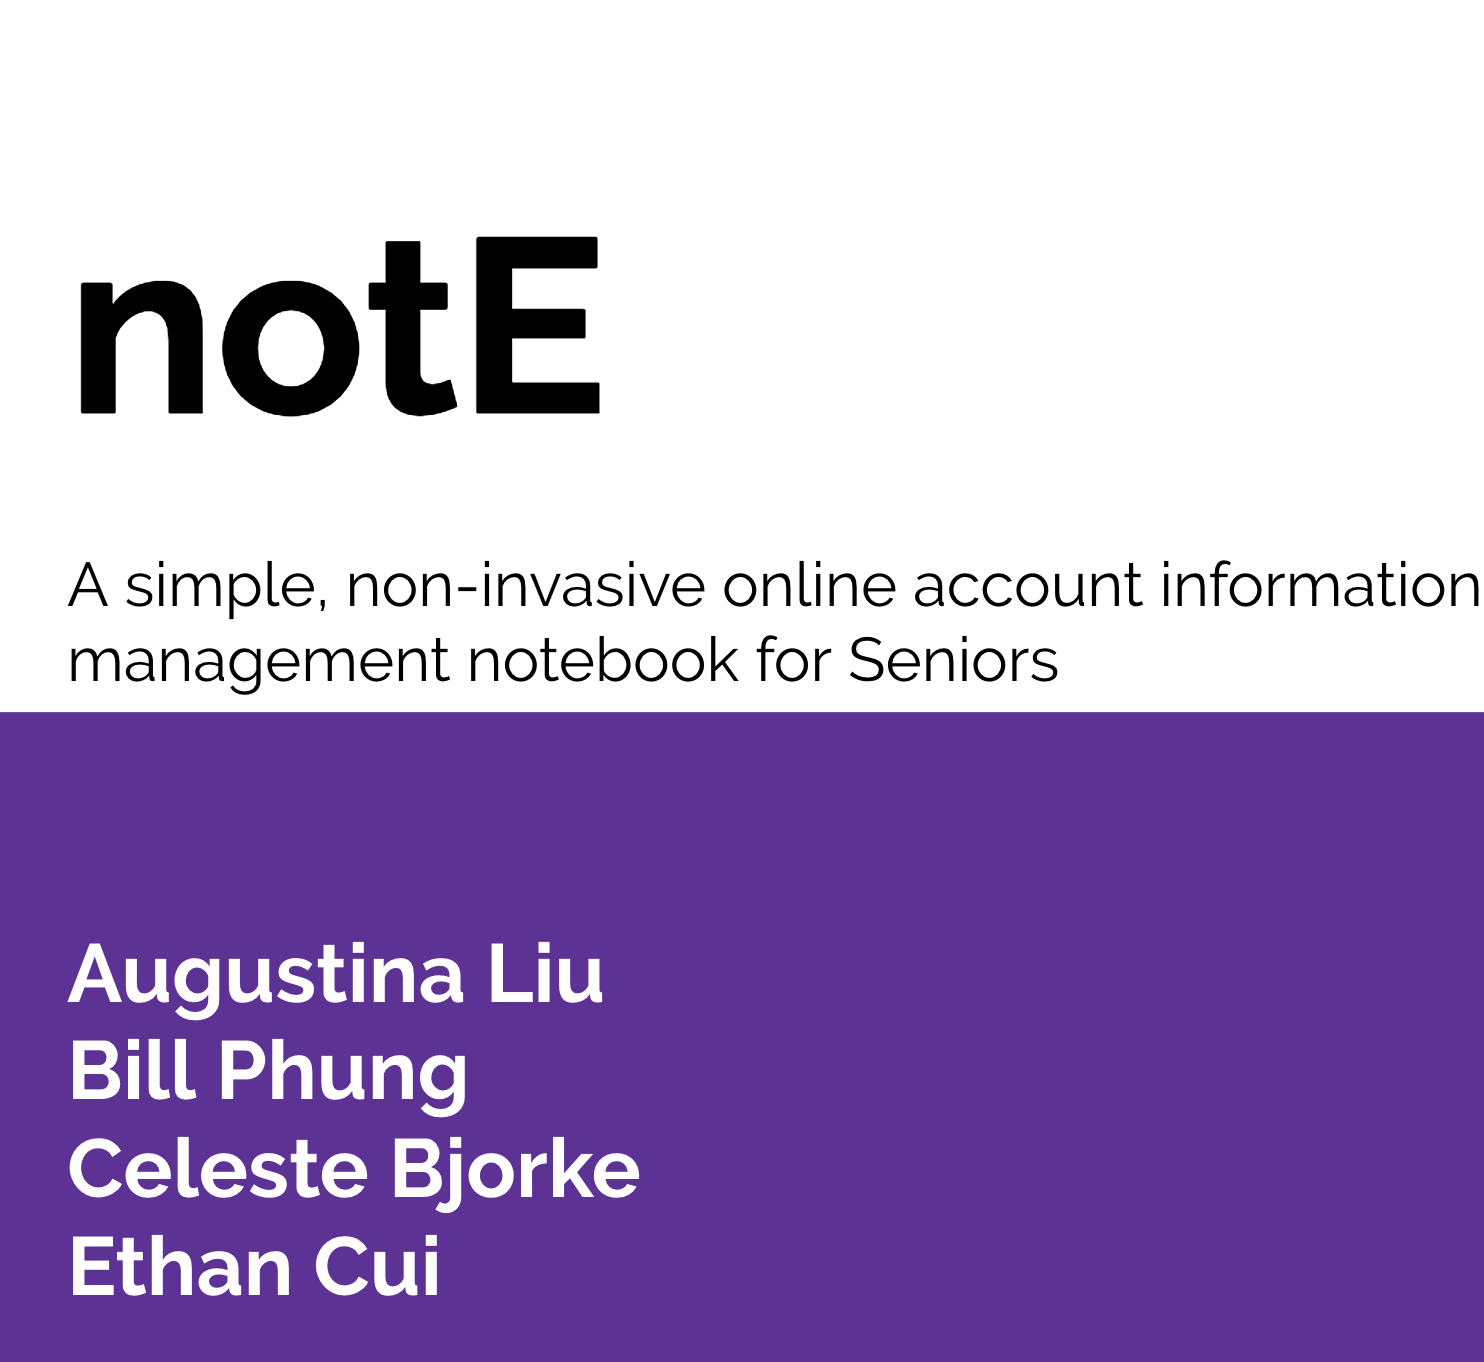 notE
A simple, non-invasive online account information
management notebook for Seniors
Augustina Liu
Bill Phung
Celeste Bjorke
Ethan Cui